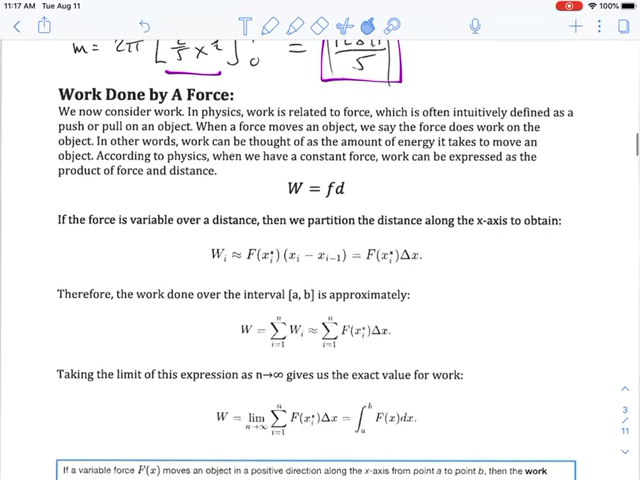 11:17 AM Tue Aug 11
100%
m = 2π [ 2/5 x
0
=
5
Work Done by A Force:
We now consider work. In physics, work is related to force, which is often intuitively defined as a
push or pull on an object. When a force moves an object, we say the force does work on the
object. In other words, work can be thought of as the amount of energy it takes to move an
object. According to physics, when we have a constant force, work can be expressed as the
product of force and distance.
W = fd
If the force is variable over a distance, then we partition the distance along the x-axis to obtain:
Wᵢ ≈ F(xᵢ*)(xᵢ − xᵢ₋₁) = F(xᵢ*)Δx.
Therefore, the work done over the interval [a, b] is approximately:
W = ∑ᵢ₌₁ⁿ Wᵢ ≈ ∑ᵢ₌₁ⁿ F(xᵢ*)Δx.
Taking the limit of this expression as n→∞ gives us the exact value for work:
W = lim n→∞ ∑ᵢ₌₁ⁿ F(xᵢ*)Δx = ∫ₐᵇ F(x)dx.
If a variable force F(x) moves an object in a positive direction along the x-axis from point a to point b, then the work
3
/
11